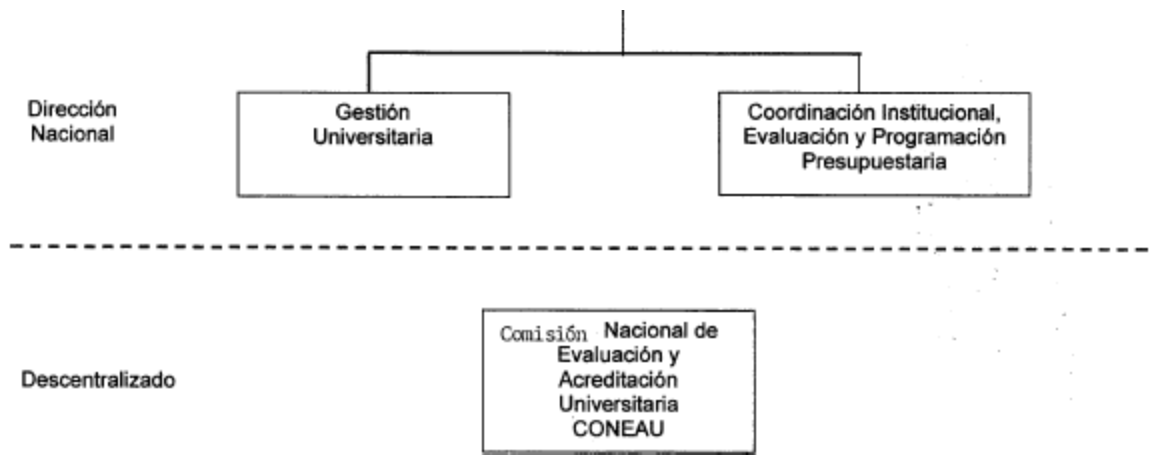 Dirección
Nacional
Gestión
Universitaria
Coordinación Institucional,
Evaluación y Programación
Presupuestaria
Descentralizado
Comisión Nacional de
Evaluación y
Acreditación
Universitaria
CONEAU